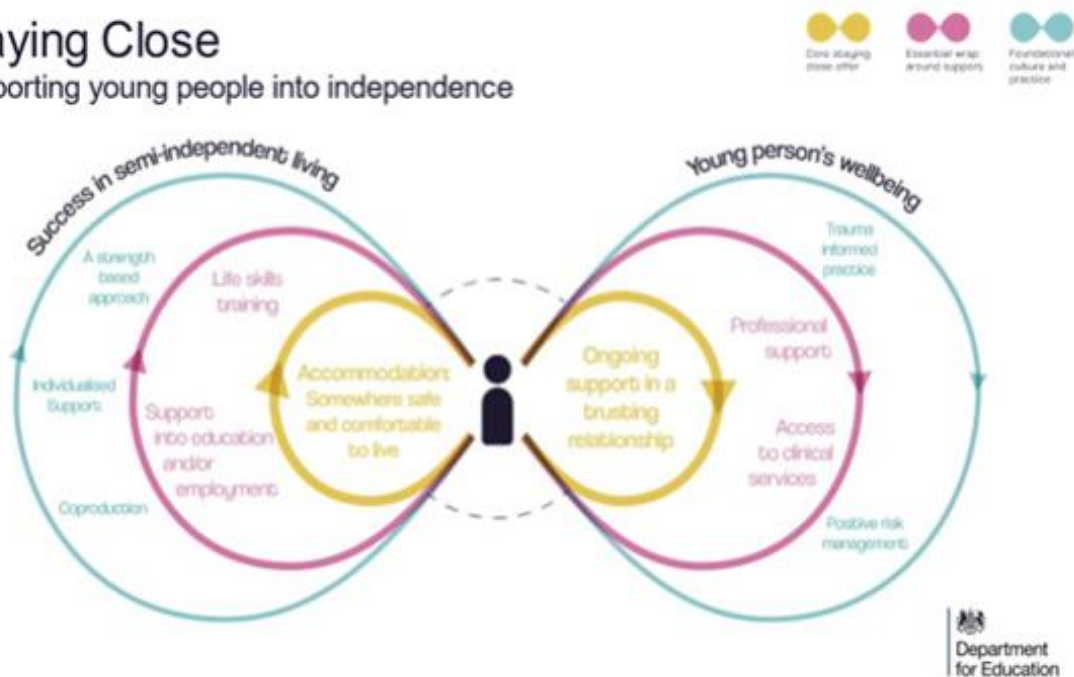 aying Close
porting young people into independence
Core staying
close offer
Essential wrap
around support
Foundational
culture and
practice
Success in semi-independent living
Young person's wellbeing
A strength
based
approach
Individualised
Support
Coproduction
Life skills
training
Support
into education
and/or
employment
Accommodation:
Somewhere safe
and comfortable
to live
Ongoing
support in a
trusting
relationship
Professional
support
Access
to clinical
services
Trauma
informed
practice
Positive risk
management
Department
for Education